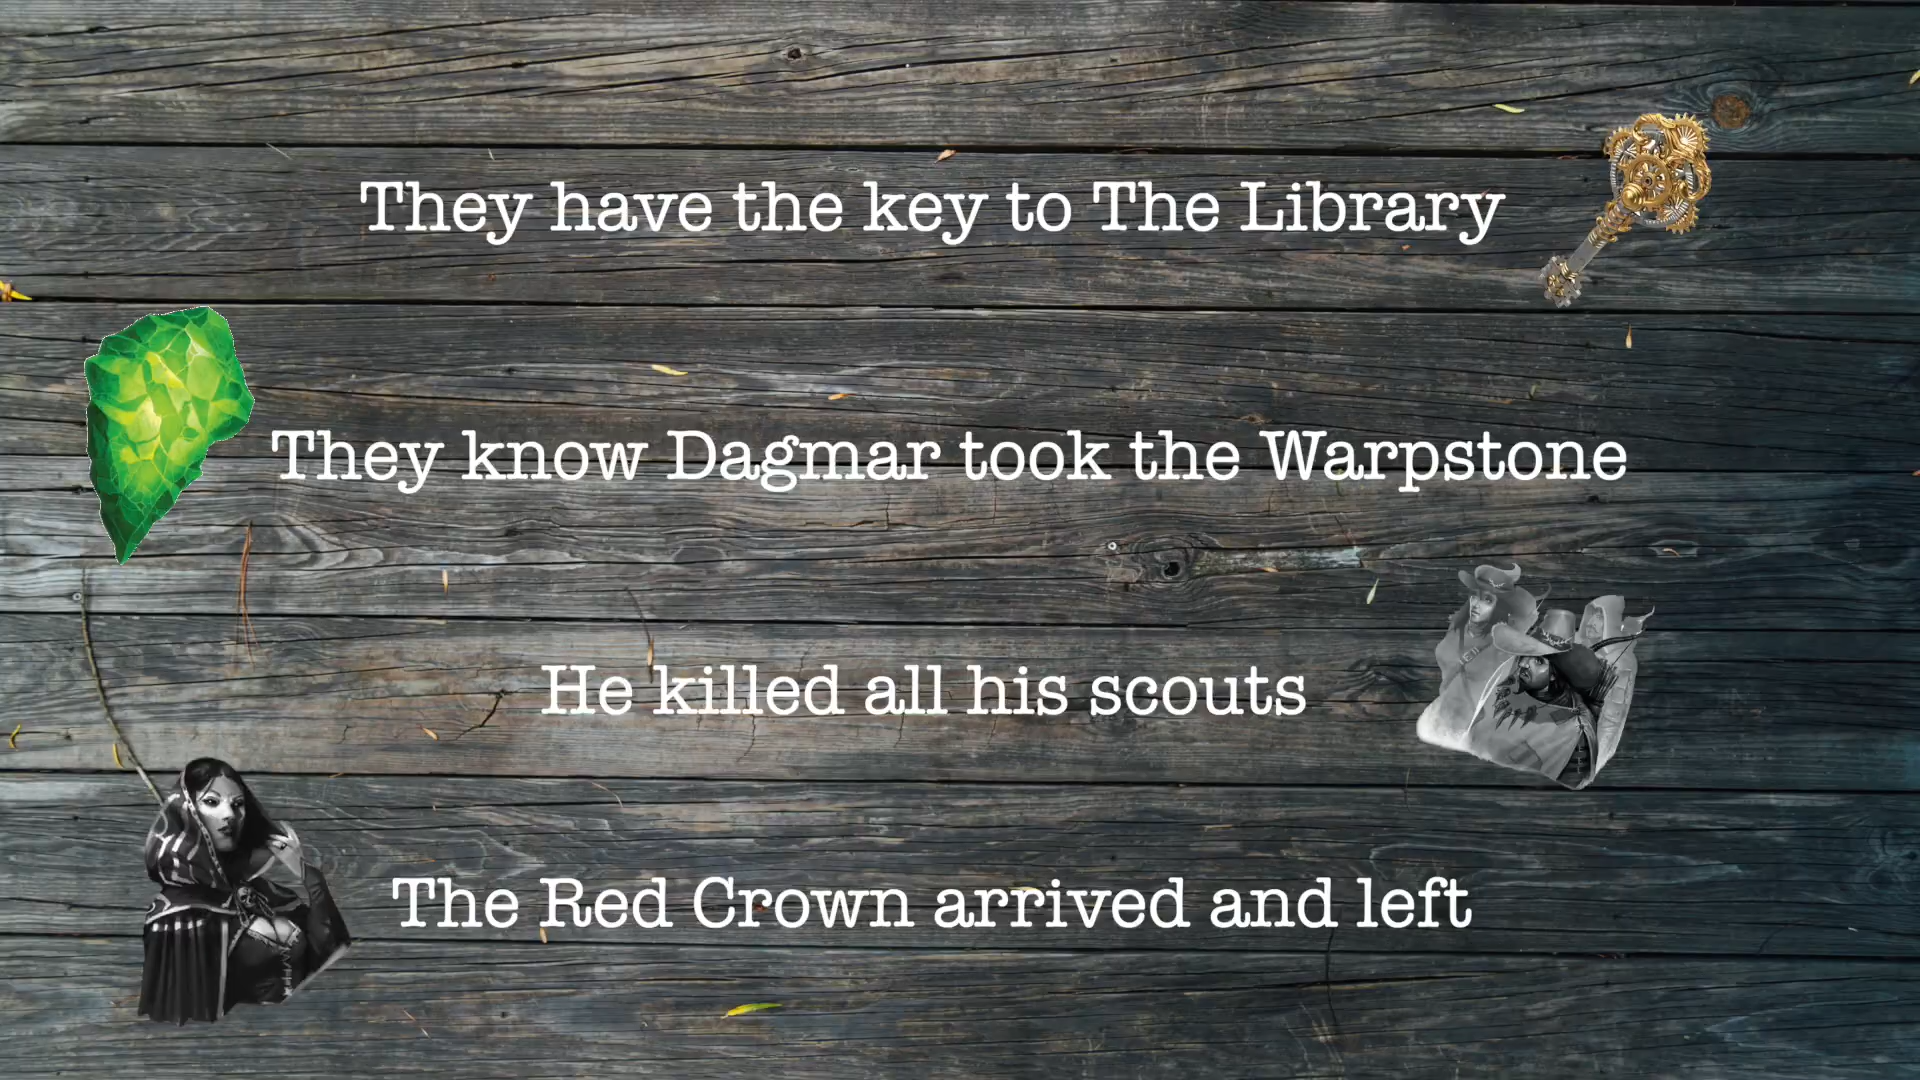 They have the key to The Library
They know Dagmar took the Warpstone
He killed all his scouts
The Red Crown arrived and left